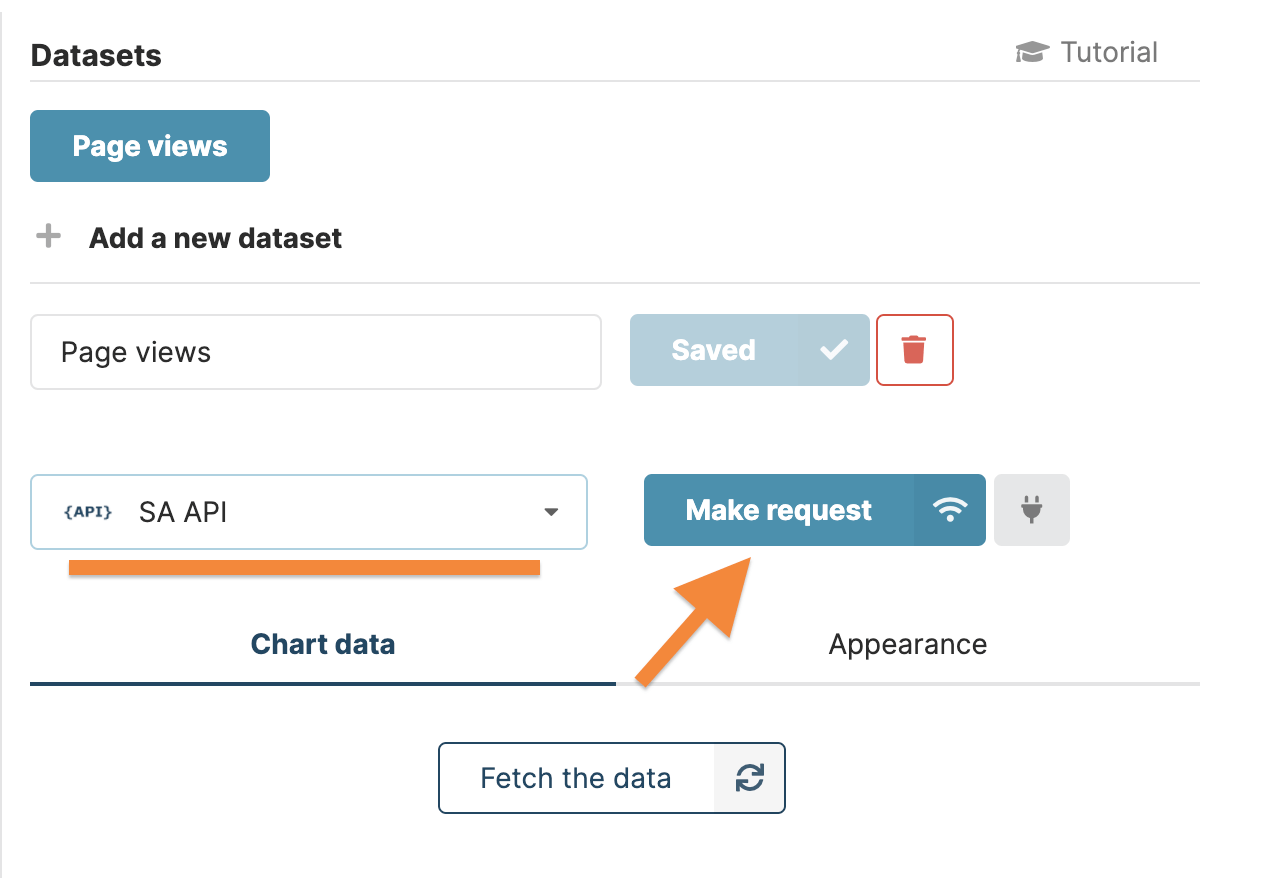 Datasets
Tutorial
Page views
Add a new dataset
Page views
Saved
{API} SA API
Make request
Chart data
Appearance
Fetch the data